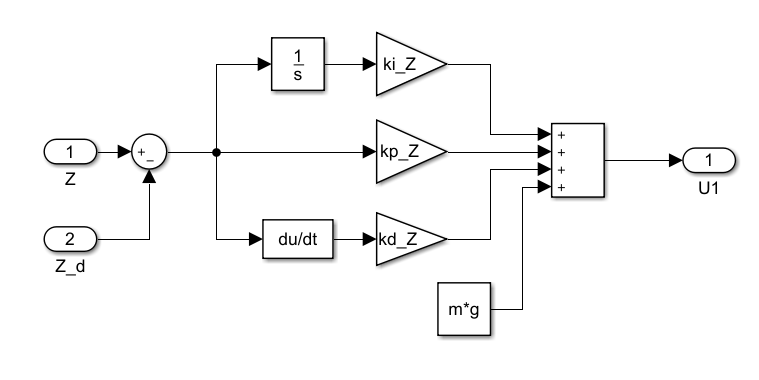 1
s
ki_Z
1
Z
+
_
kp_Z
+
+
+
+
1
U1
2
Z_d
du/dt
kd_Z
m*g